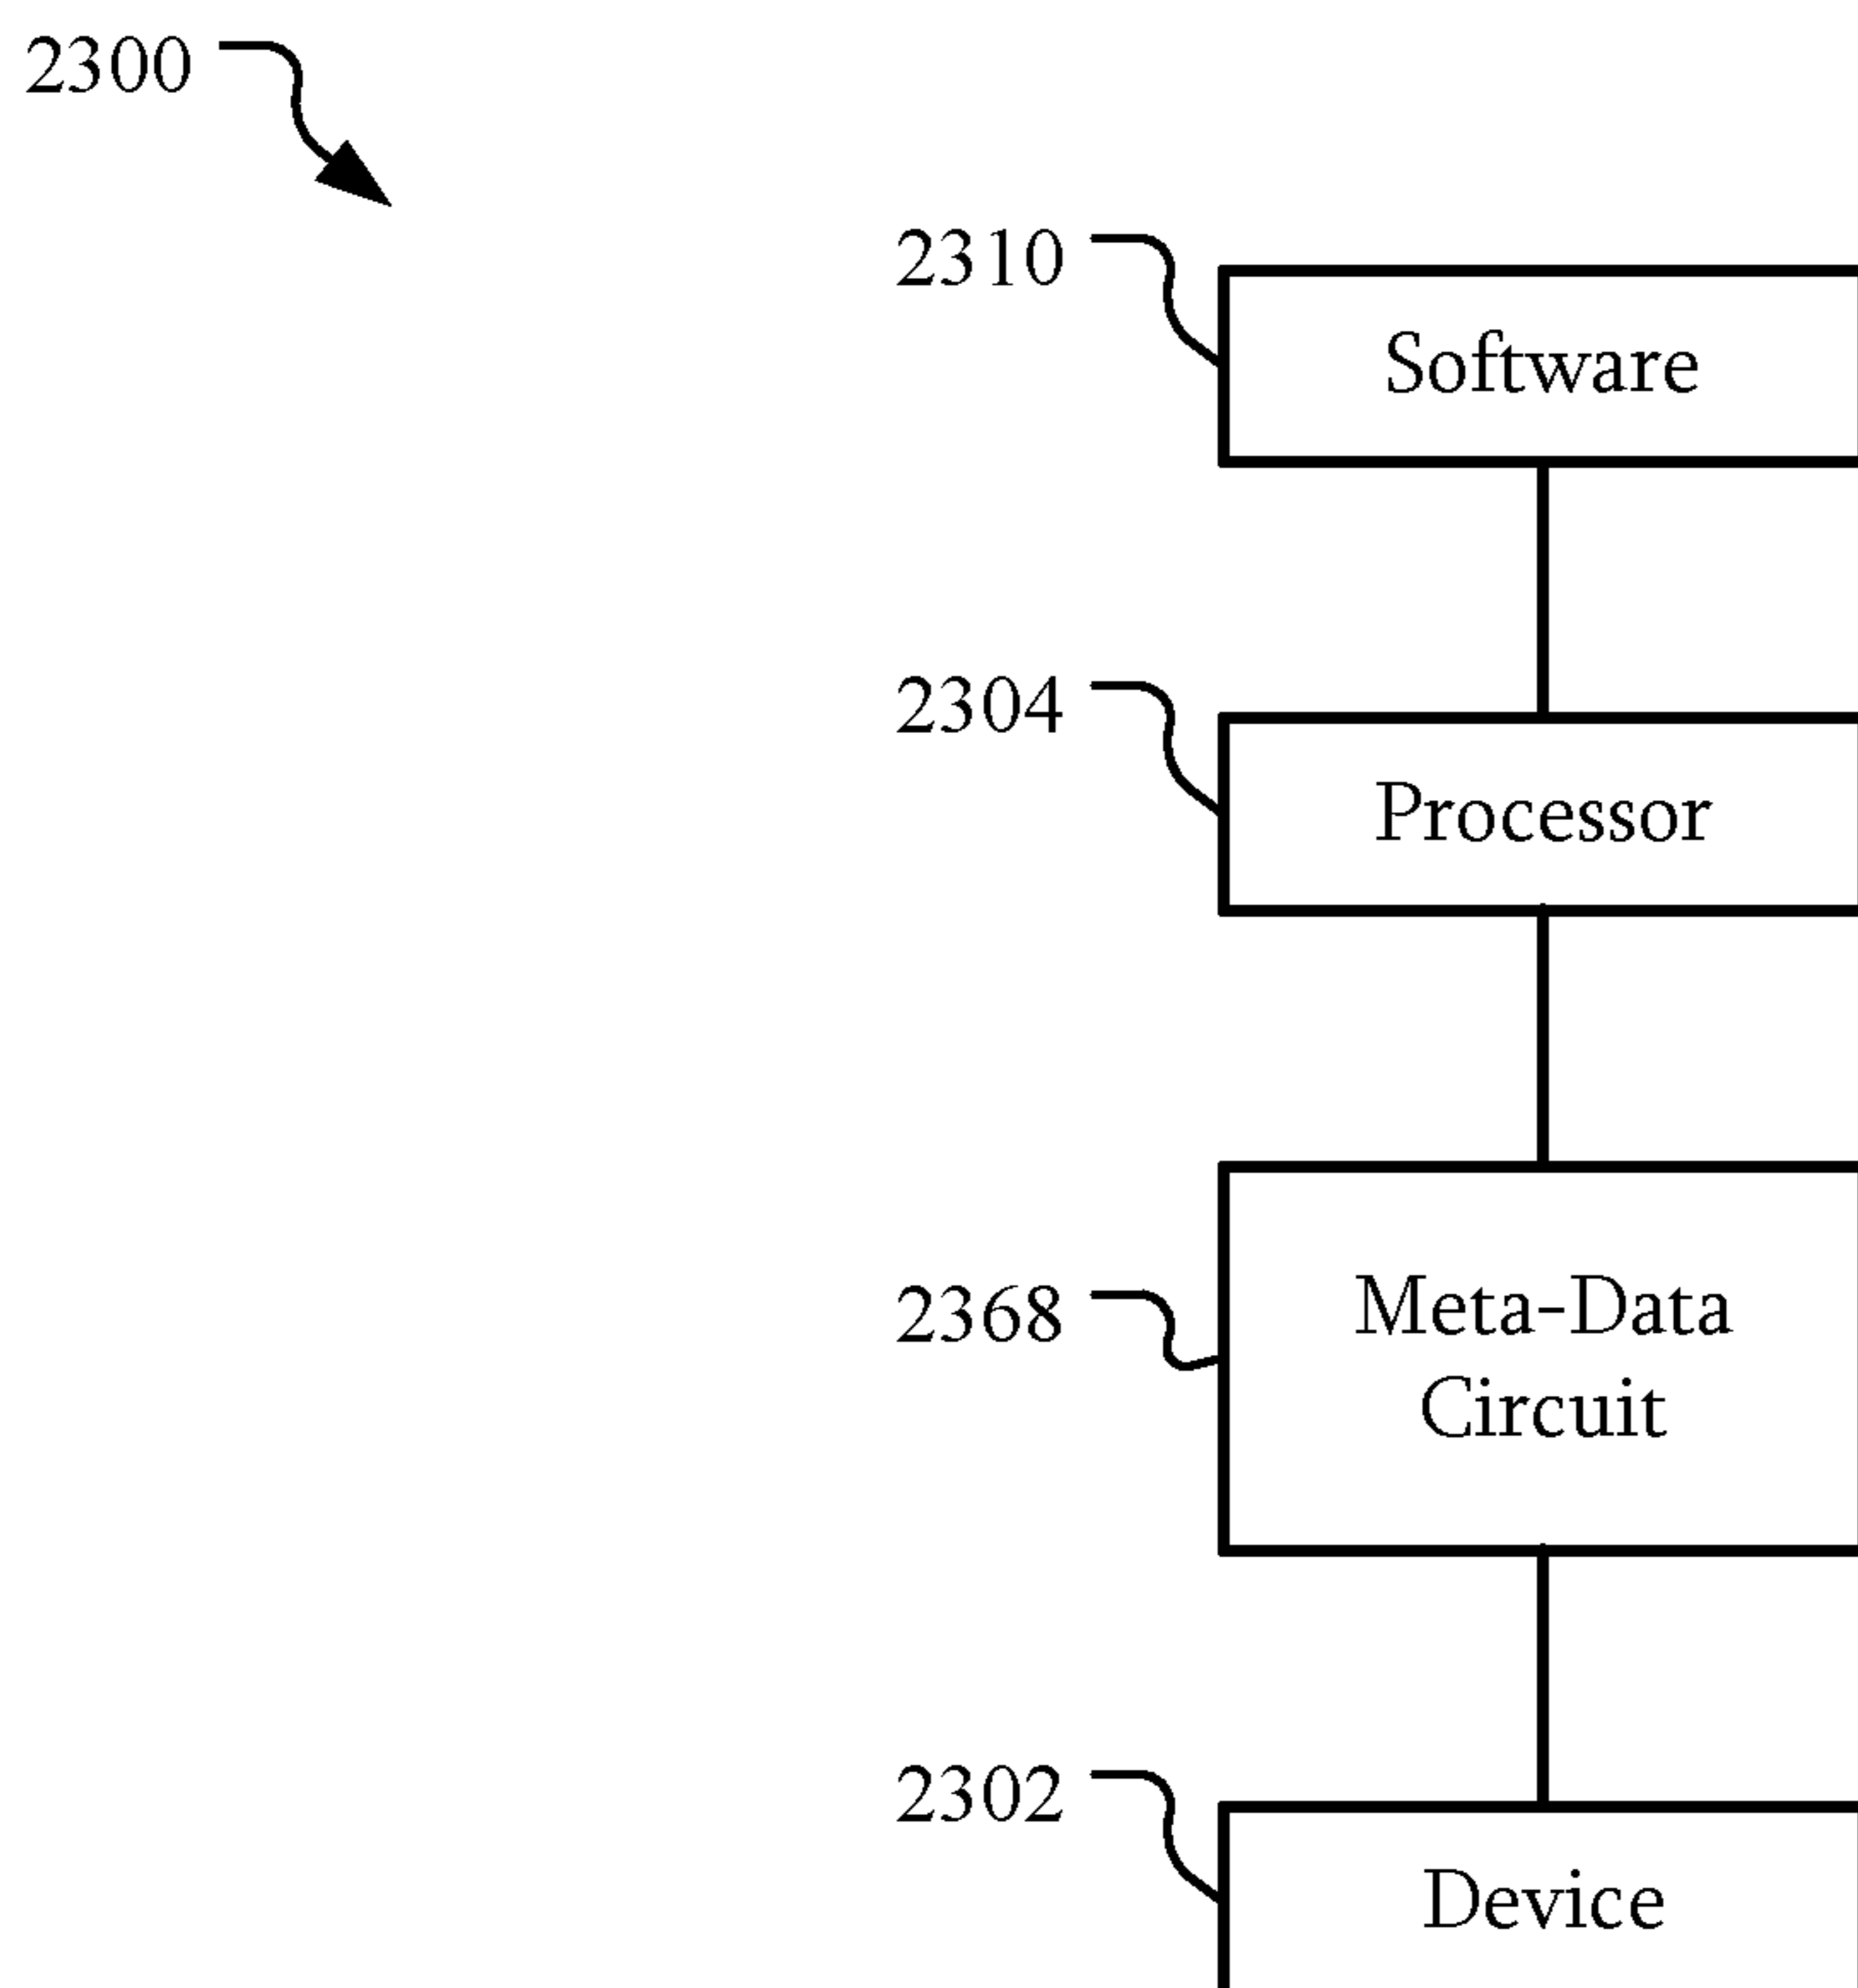 2300
2310
Software
2304
Processor
2368
Meta-Data
Circuit
2302
Device